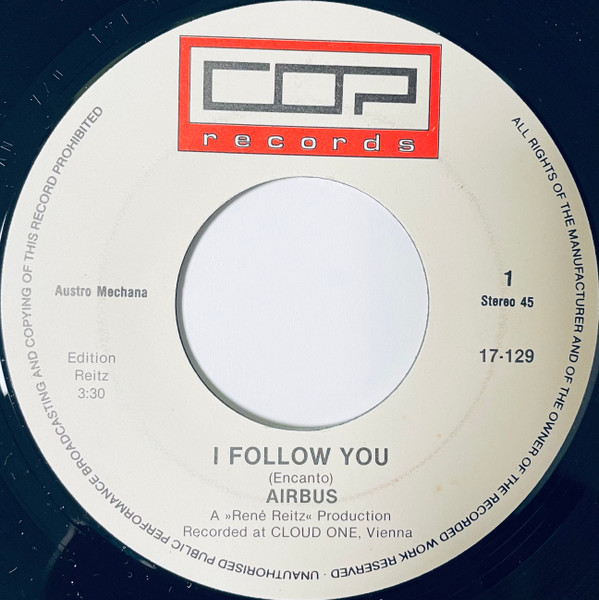 COP
records
ALL RIGHTS OF THE MANUFACTURER AND OF THE OWNER OF THE RECORDED WORK RESERVED · UNAUTHORISED PUBLIC PERFORMANCE BROADCASTING AND COPYING OF THIS RECORD PROHIBITED
Austro Mechana
1
Stereo 45
Edition
Reitz
3:30
17-129
I FOLLOW YOU
(Encanto)
AIRBUS
A »René Reitz« Production
Recorded at CLOUD ONE, Vienna